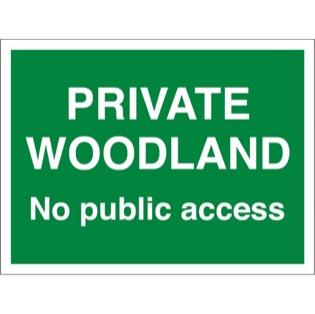 PRIVATE
WOODLAND
No public access